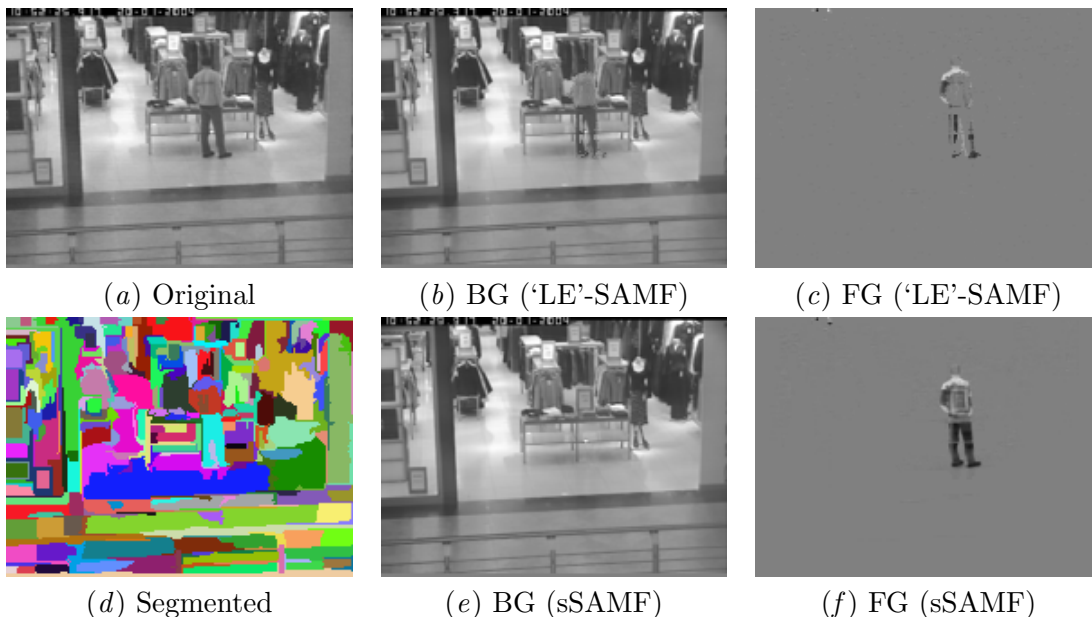 (a) Original
(b) BG (‘LE’-SAMF)
(c) FG (‘LE’-SAMF)
(d) Segmented
(e) BG (sSAMF)
(f) FG (sSAMF)